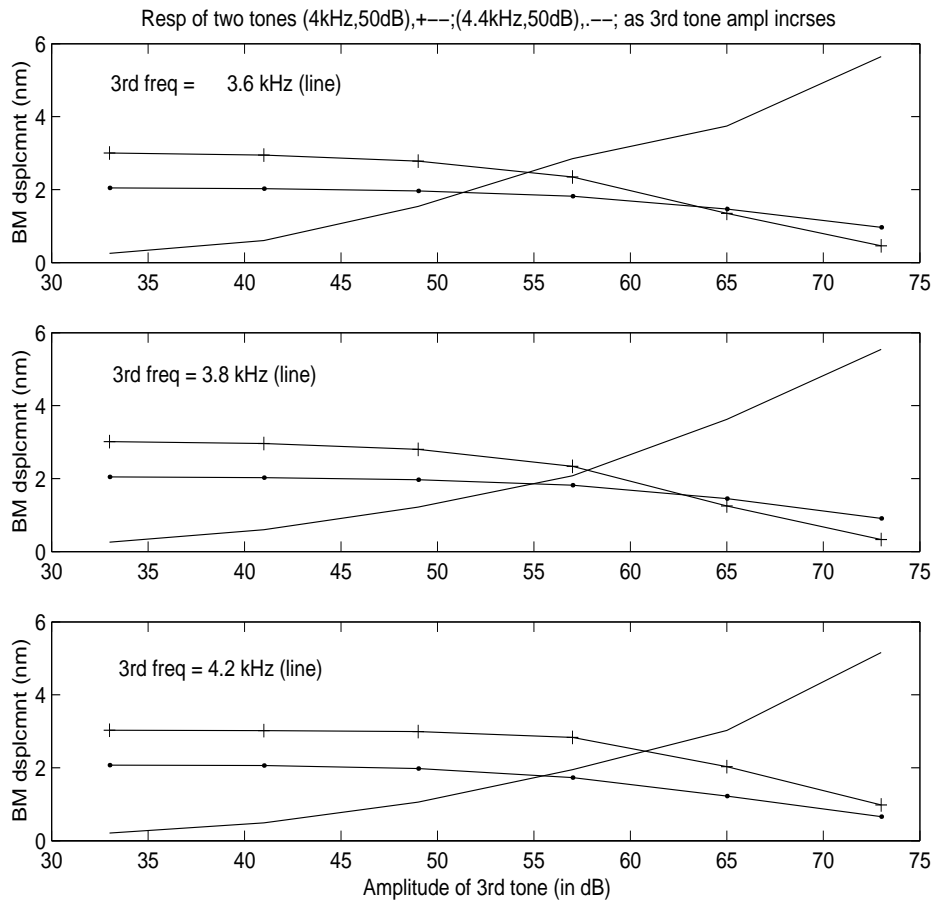 Resp of two tones (4kHz,50dB),+−−;(4.4kHz,50dB),.−−; as 3rd tone ampl incrses
6
4
2
0
BM dsplcmnt (nm)
3rd freq = 3.6 kHz (line)
30 35 40 45 50 55 60 65 70 75
6
4
2
0
BM dsplcmnt (nm)
3rd freq = 3.8 kHz (line)
30 35 40 45 50 55 60 65 70 75
6
4
2
0
BM dsplcmnt (nm)
3rd freq = 4.2 kHz (line)
30 35 40 45 50 55 60 65 70 75
Amplitude of 3rd tone (in dB)